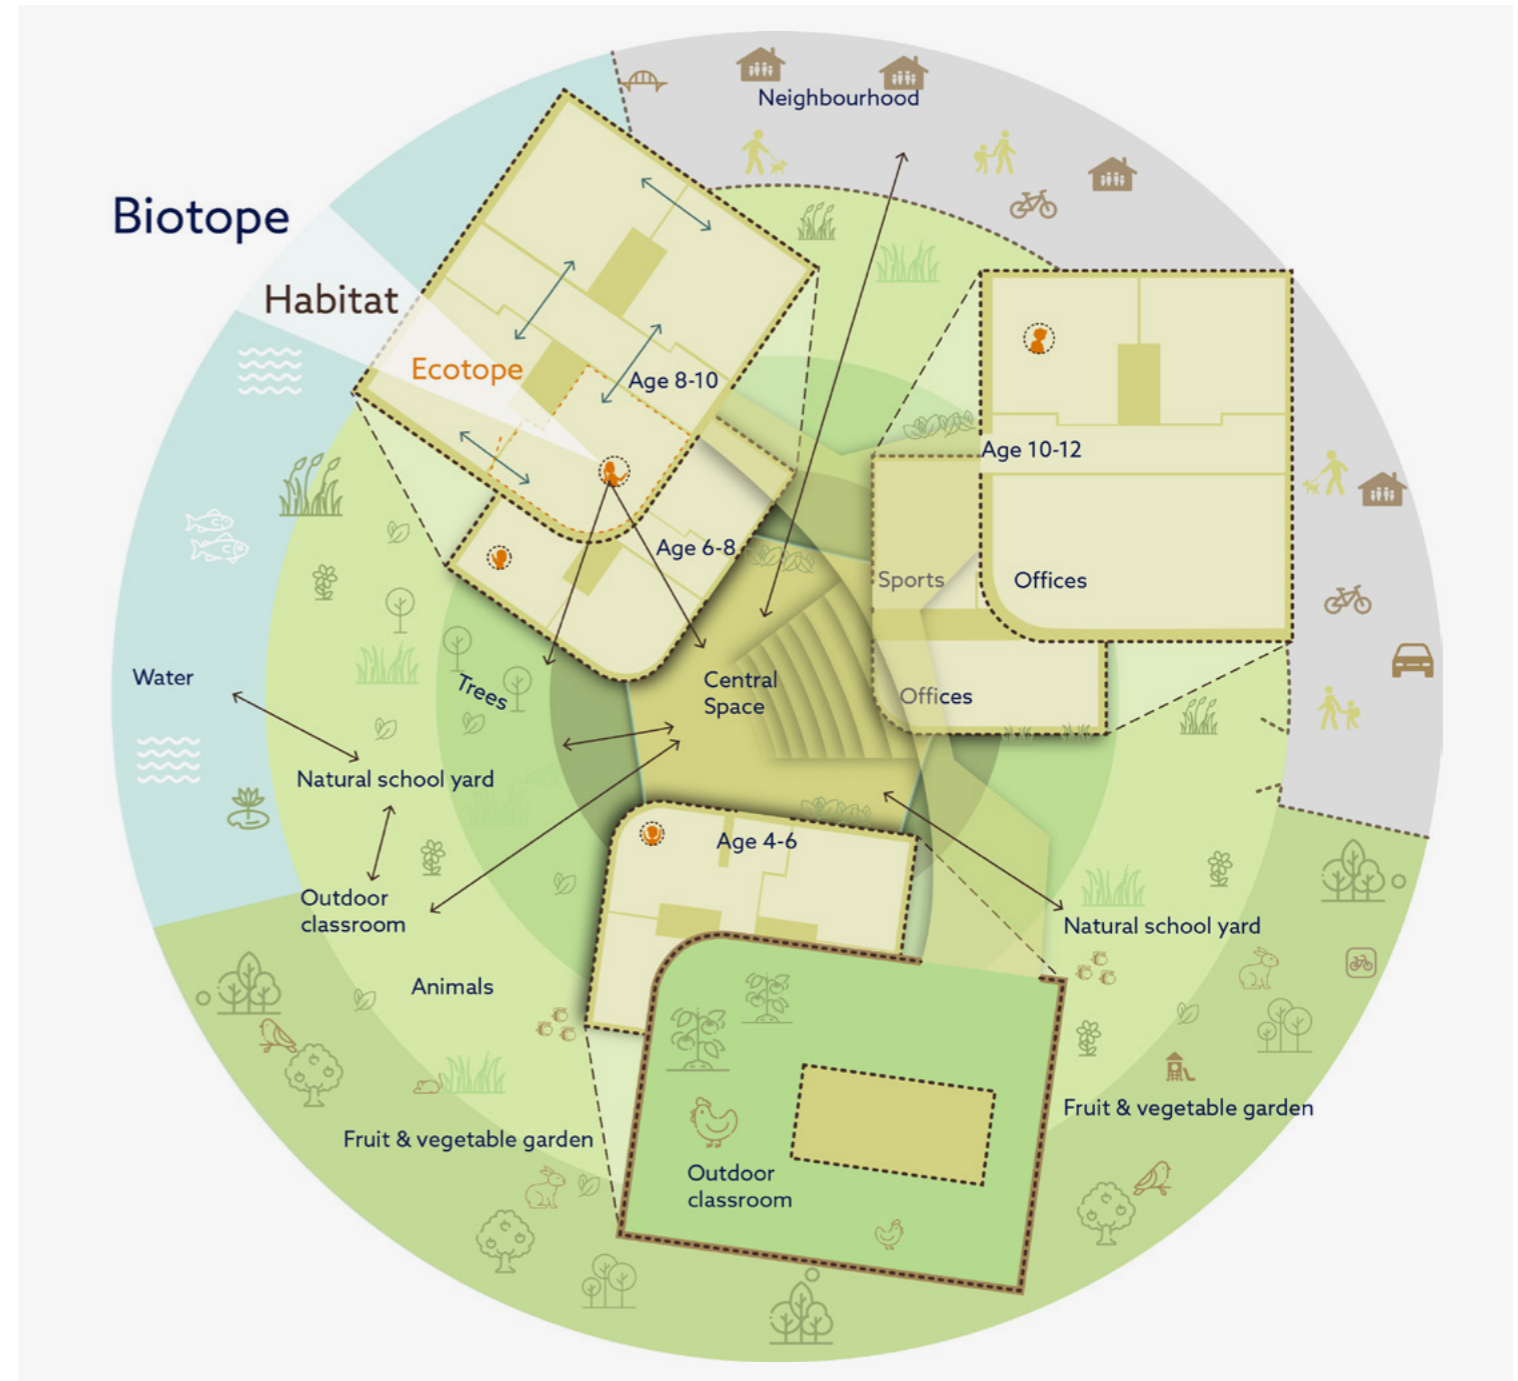 Neighbourhood
Biotope
Habitat
Ecotope
Age 8-10
Age 10-12
Age 6-8
Sports
Offices
Water
Trees
Central
Space
Offices
Natural school yard
Age 4-6
Outdoor
classroom
Natural school yard
Animals
Fruit & vegetable garden
Fruit & vegetable garden
Outdoor
classroom